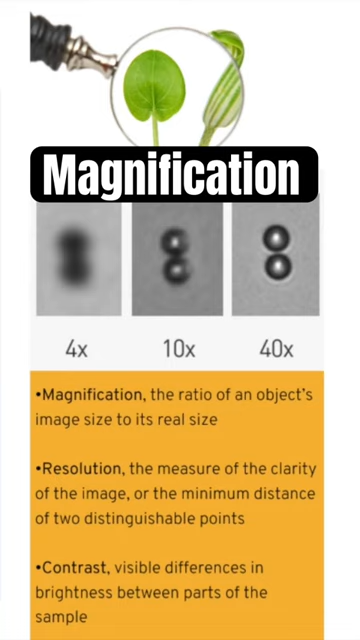 Magnification
4x 10x 40x
•Magnification, the ratio of an object's
image size to its real size
•Resolution, the measure of the clarity
of the image, or the minimum distance
of two distinguishable points
•Contrast, visible differences in
brightness between parts of the
sample